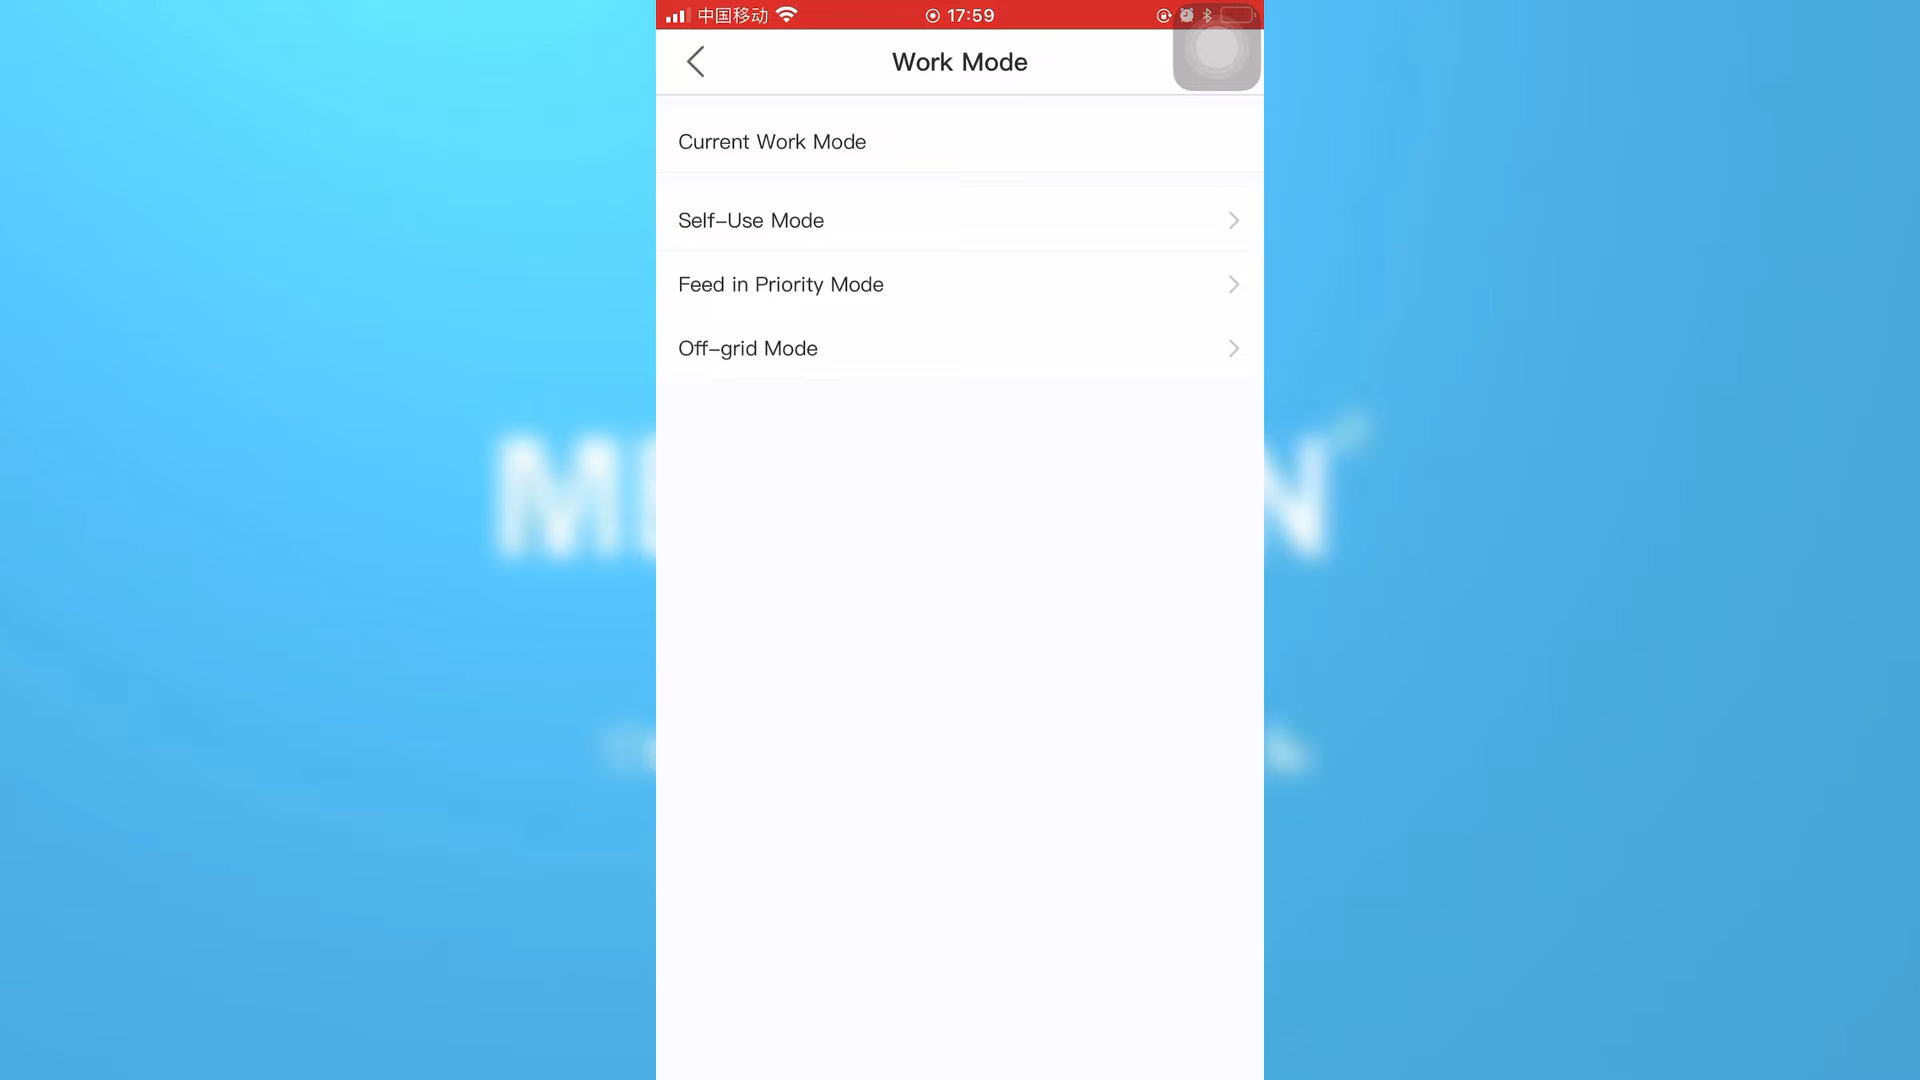 中国移动 17:59
Work Mode
Current Work Mode
Self-Use Mode
Feed in Priority Mode
Off-grid Mode